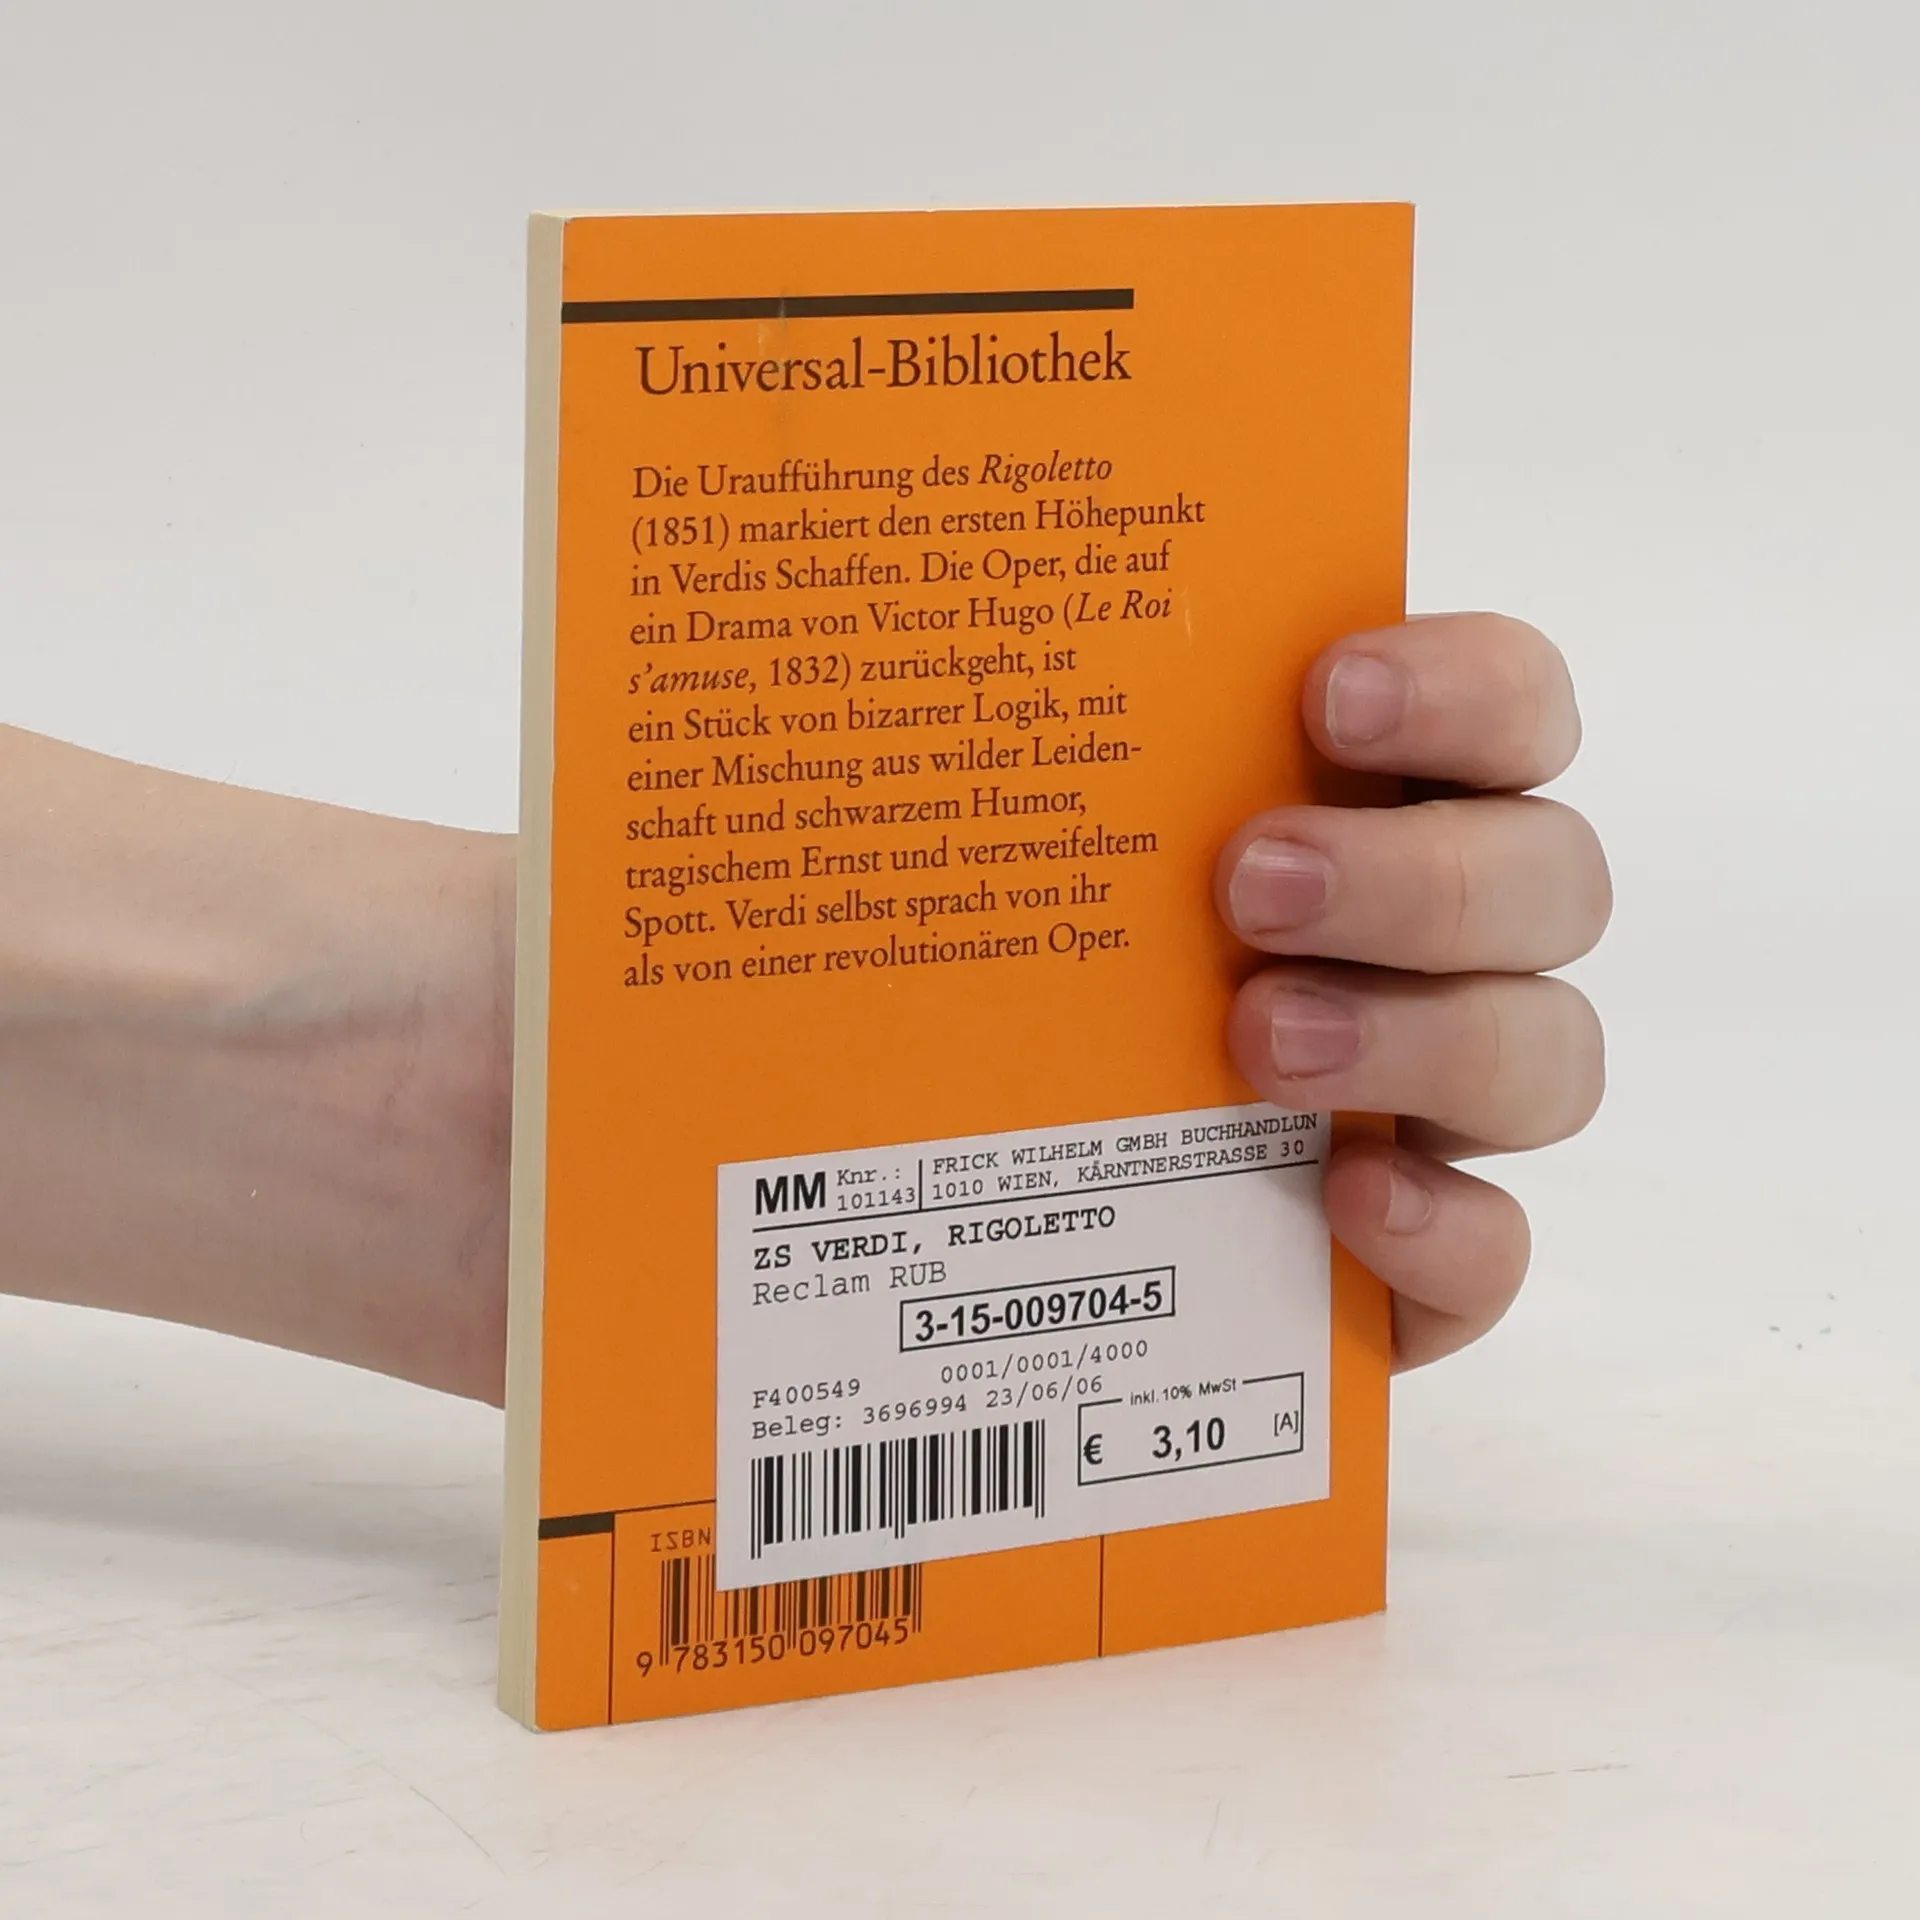 Universal-Bibliothek
Die Uraufführung des Rigoletto
(1851) markiert den ersten Höhepunkt
in Verdis Schaffen. Die Oper, die auf
ein Drama von Victor Hugo (Le Roi
s'amuse, 1832) zurückgeht, ist
ein Stück von bizarrer Logik, mit
einer Mischung aus wilder Leiden-
schaft und schwarzem Humor,
tragischem Ernst und verzweifeltem
Spott. Verdi selbst sprach von ihr
als von einer revolutionären Oper.
MM Knr.: 101143
FRICK WILHELM GMBH BUCHHANDLUN
1010 WIEN, KÄRNTNERSTRASSE 30
ZS VERDI, RIGOLETTO
Reclam RUB
3-15-009704-5
0001/0001/4000
F400549
Beleg: 3696994 23/06/06
inkl. 10% MwSt
€ 3,10 [A]
ISBN
9 783150 097045